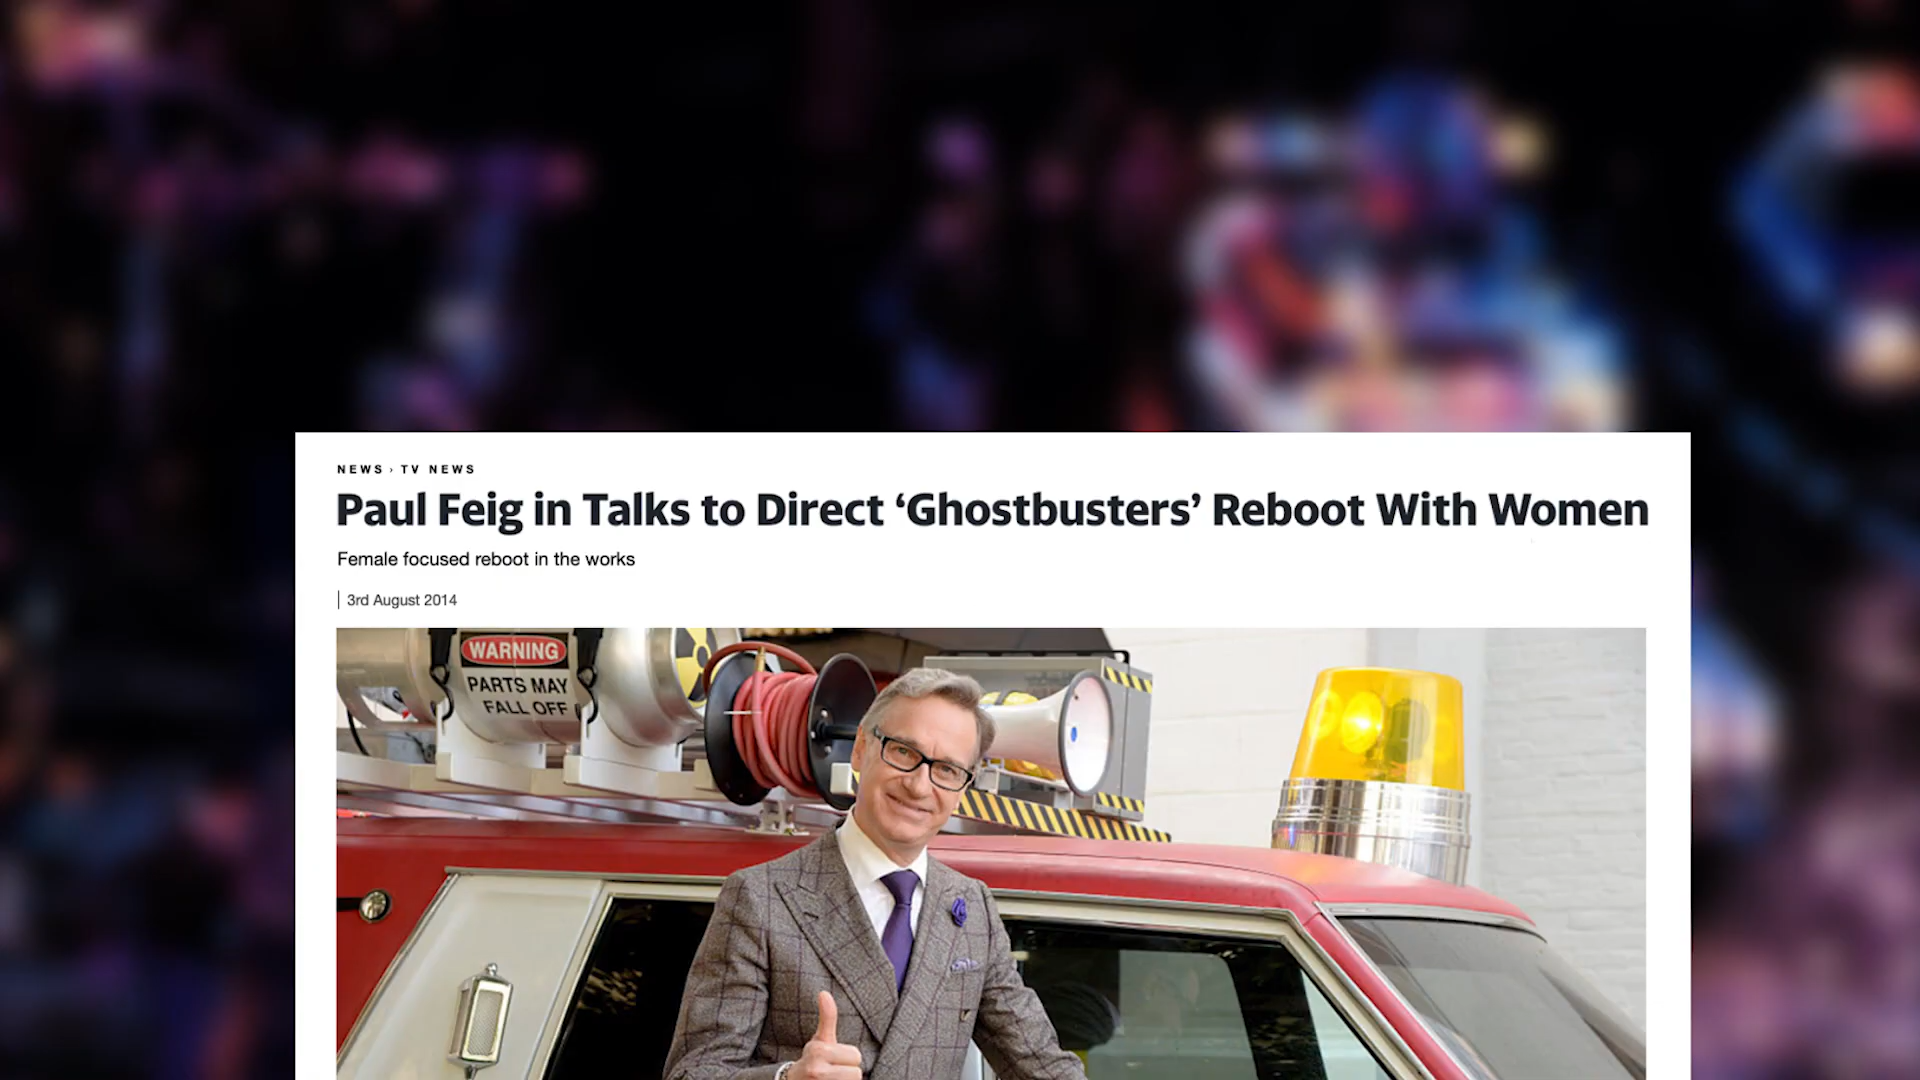 NEWS › TV NEWS
Paul Feig in Talks to Direct ‘Ghostbusters’ Reboot With Women
Female focused reboot in the works
3rd August 2014
WARNING
PARTS MAY
FALL OFF